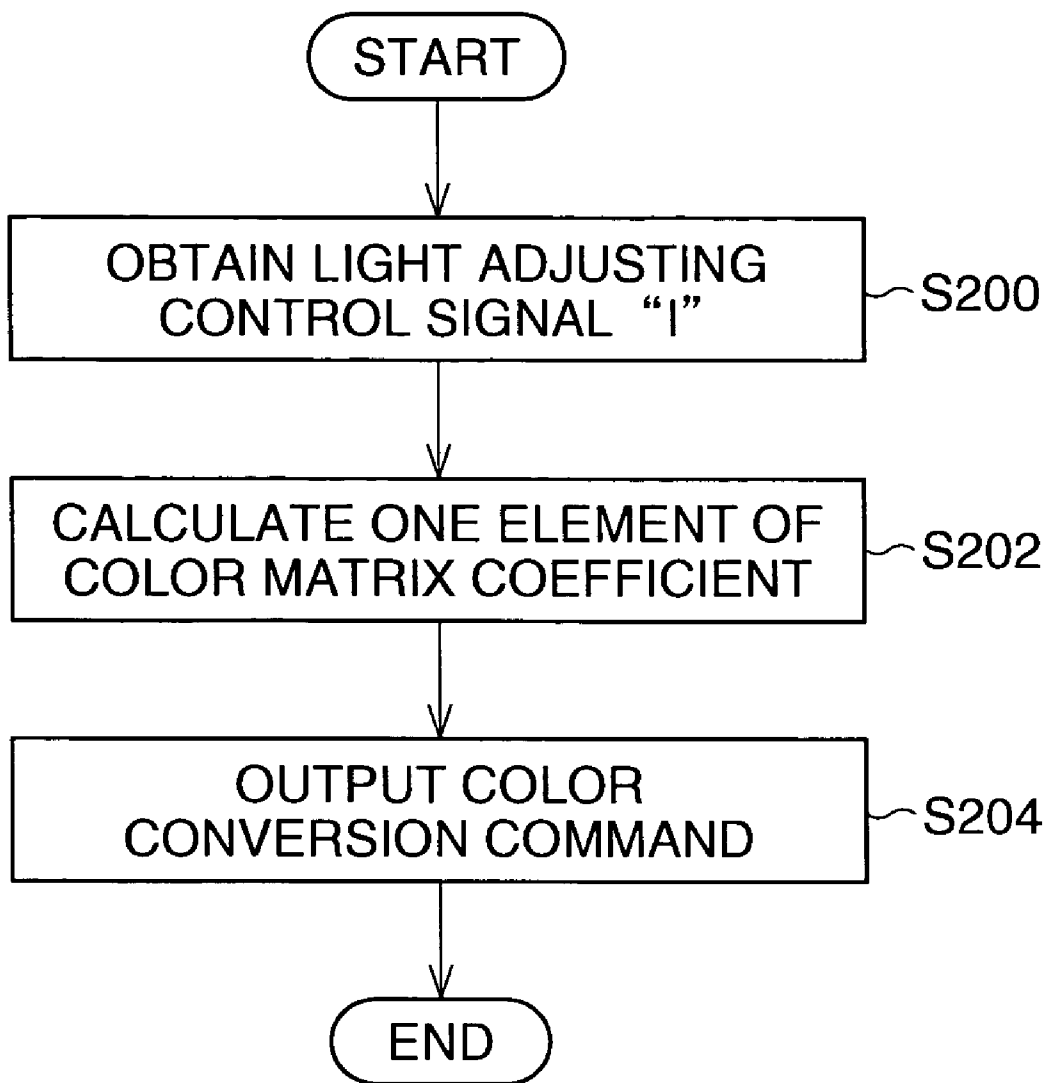 START
OBTAIN LIGHT ADJUSTING
CONTROL SIGNAL “I”
S200
CALCULATE ONE ELEMENT OF
COLOR MATRIX COEFFICIENT
S202
OUTPUT COLOR
CONVERSION COMMAND
S204
END